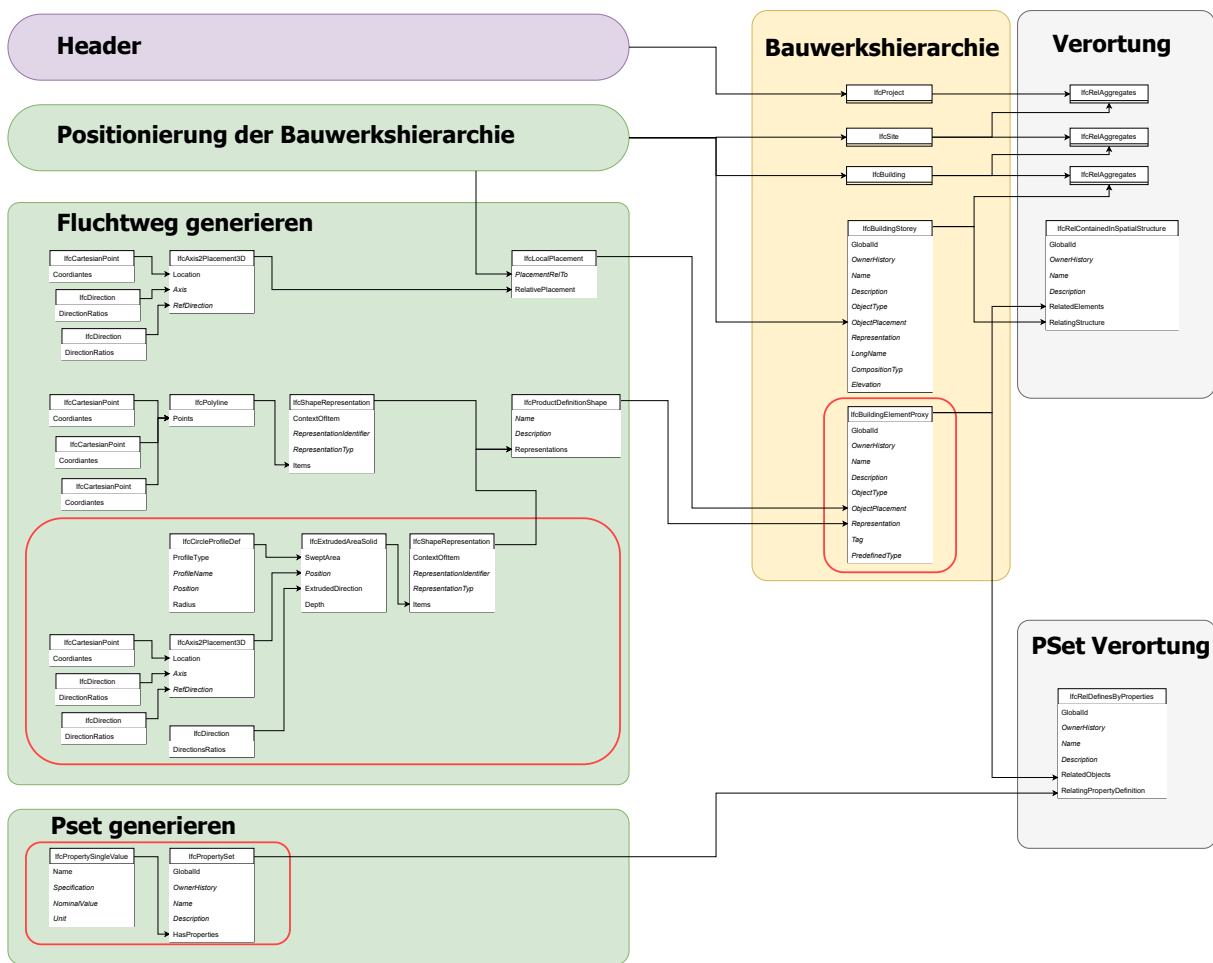 Header
Positionierung der Bauwerkshierarchie
Fluchtweg generieren
IfcCartesianPoint
Coordiantes
IfcDirection
DirectionRatios
IfcDirection
DirectionRatios
IfcAxis2Placement3D
Location
Axis
RefDirection
IfcLocalPlacement
PlacementRelTo
RelativePlacement
IfcCartesianPoint
Coordiantes
IfcCartesianPoint
Coordiantes
IfcCartesianPoint
Coordiantes
IfcPolyline
Points
IfcShapeRepresentation
ContextOfItem
RepresentationIdentifier
RepresentationTyp
Items
IfcProductDefinitionShape
Name
Description
Representations
IfcCircleProfileDef
ProfileType
ProfileName
Position
Radius
IfcExtrudedAreaSolid
SweptArea
Position
ExtrudedDirection
Depth
IfcShapeRepresentation
ContextOfItem
RepresentationIdentifier
RepresentationTyp
Items
IfcCartesianPoint
Coordiantes
IfcDirection
DirectionRatios
IfcDirection
DirectionRatios
IfcAxis2Placement3D
Location
Axis
RefDirection
IfcDirection
DirectionsRatios
Pset generieren
IfcPropertySingleValue
Name
Specification
NominalValue
Unit
IfcPropertySet
GlobalId
OwnerHistory
Name
Description
HasProperties
Bauwerkshierarchie
IfcProject
IfcSite
IfcBuilding
IfcBuildingStorey
GlobalId
OwnerHistory
Name
Description
ObjectType
ObjectPlacement
Representation
LongName
CompositionTyp
Elevation
IfcBuildingElementProxy
GlobalId
OwnerHistory
Name
Description
ObjectType
ObjectPlacement
Representation
Tag
PredefinedType
Verortung
IfcRelAggregates
IfcRelAggregates
IfcRelAggregates
IfcRelContainedInSpatialStructure
GlobalId
OwnerHistory
Name
Description
RelatedElements
RelatingStructure
PSet Verortung
IfcRelDefinesByProperties
GlobalId
OwnerHistory
Name
Description
RelatedObjects
RelatingPropertyDefinition